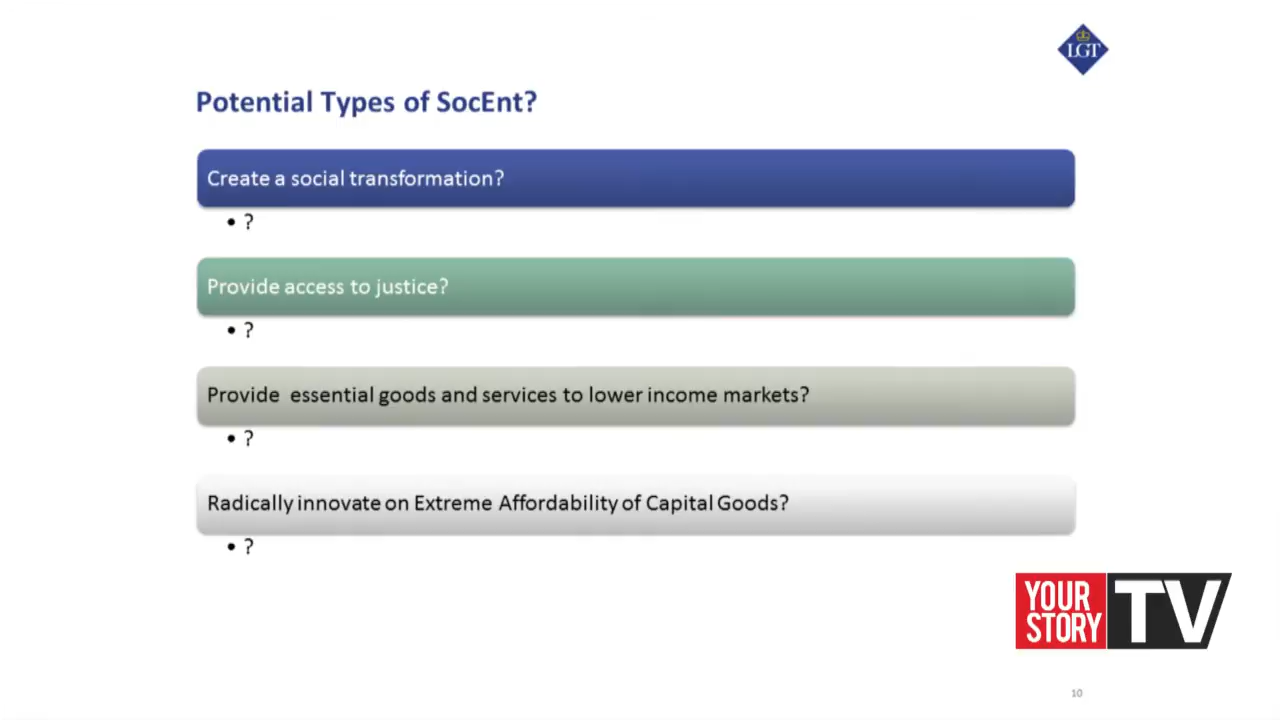 LGT
Potential Types of SocEnt?
Create a social transformation?
• ?
Provide access to justice?
• ?
Provide  essential goods and services to lower income markets?
• ?
Radically innovate on Extreme Affordability of Capital Goods?
• ?
YOUR
STORY
TV
10